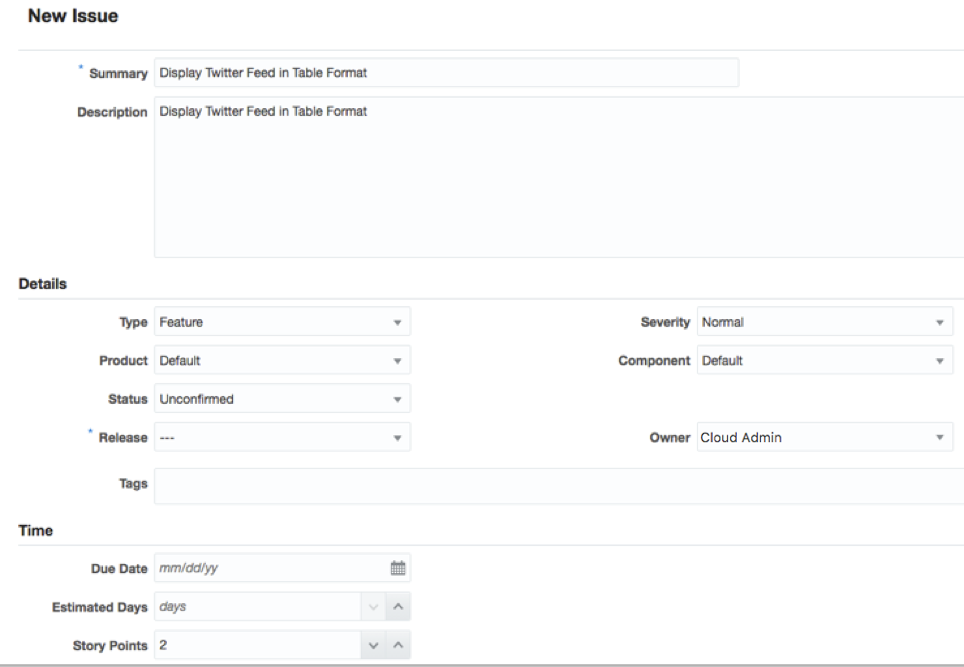 New Issue
* Summary Display Twitter Feed in Table Format
Description Display Twitter Feed in Table Format
Details
Type Feature Severity Normal
Product Default Component Default
Status Unconfirmed
* Release --- Owner Cloud Admin
Tags
Time
Due Date mm/dd/yy
Estimated Days days
Story Points 2